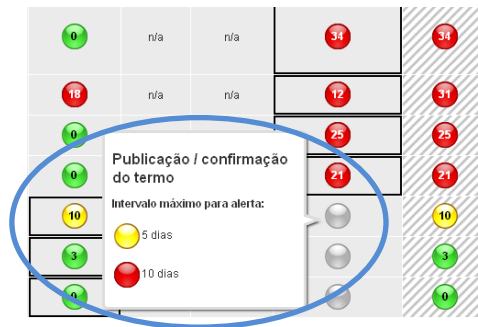 0 n/a n/a 34 34
18 n/a n/a 12 31
0 25 25
0 21 21
Publicação / confirmação
do termo
Intervalo máximo para alerta:
5 dias
10 dias
10 10
3 3
0 0